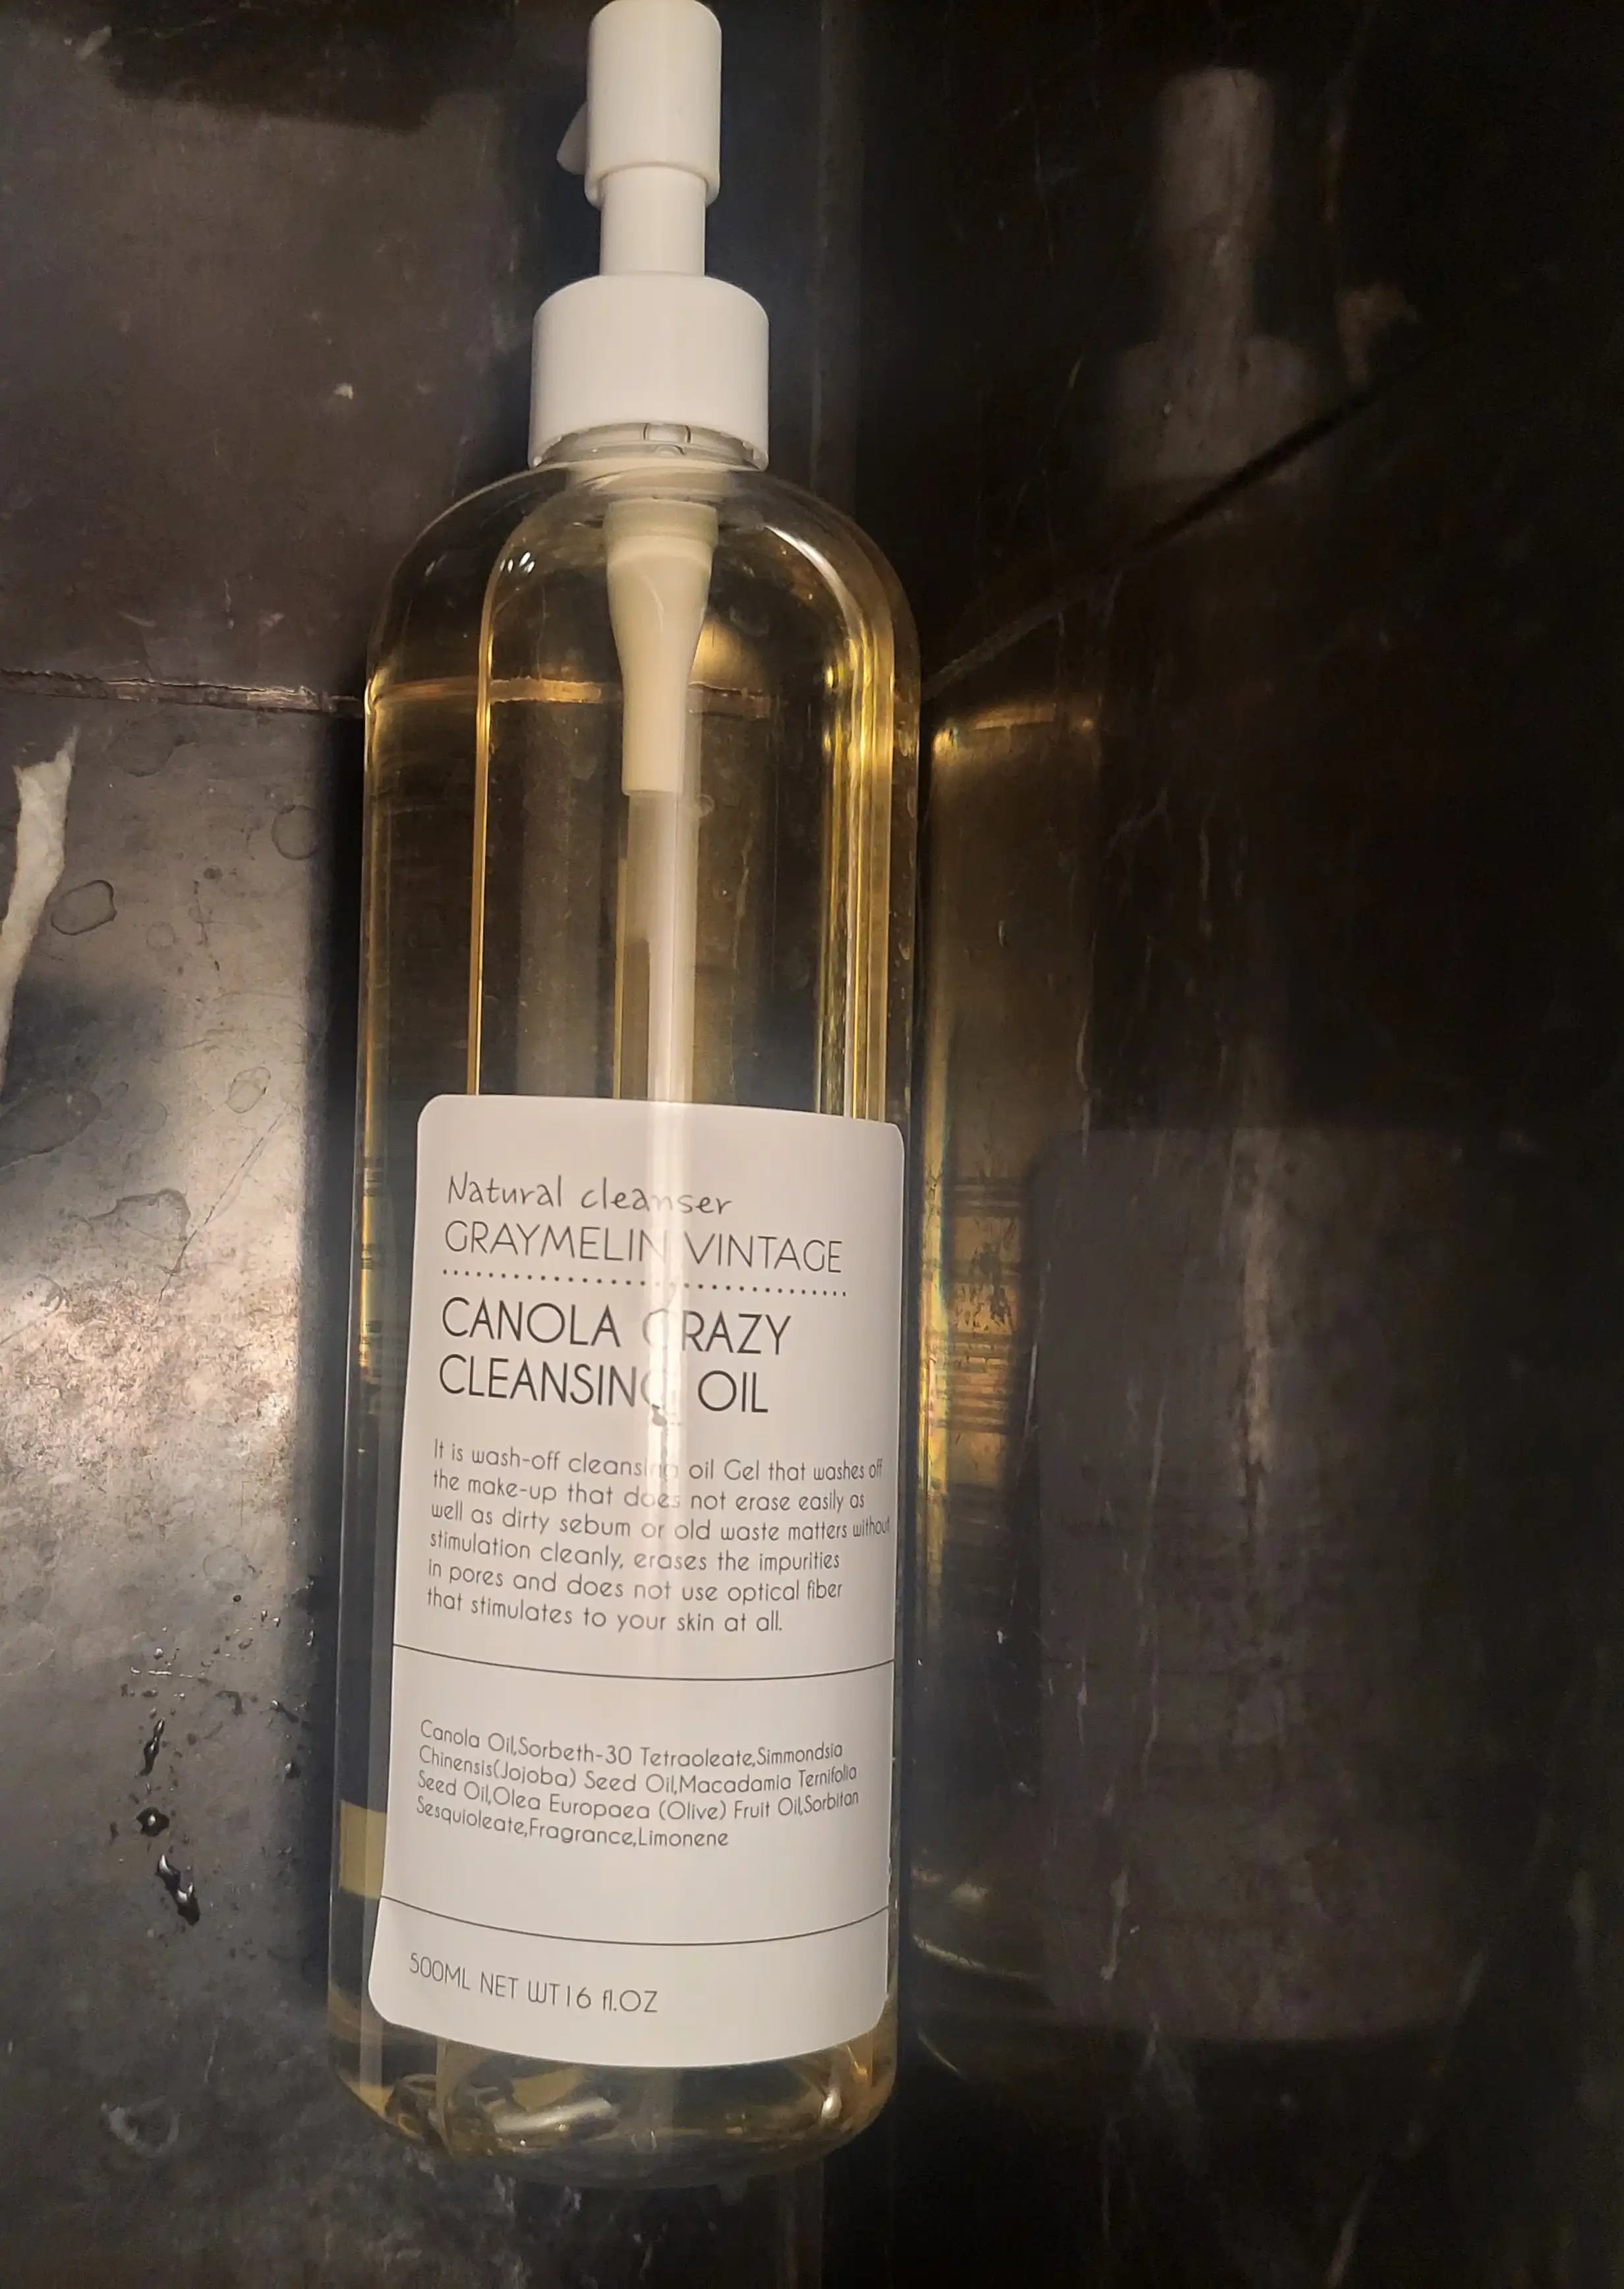 Natural cleanser
GRAYMELIN VINTAGE
CANOLA CRAZY
CLEANSING OIL
It is wash-off cleansing oil Gel that washes off
the make-up that does not erase easily as
well as dirty sebum or old waste matters without
stimulation cleanly, erases the impurities
in pores and does not use optical fiber
that stimulates to your skin at all.
Canola Oil,Sorbeth-30 Tetraoleate,Simmondsia
Chinensis(Jojoba) Seed Oil,Macadamia Ternifolia
Seed Oil,Olea Europaea (Olive) Fruit Oil,Sorbitan
Sesquioleate,Fragrance,Limonene
500ML NET WT16 fl.OZ